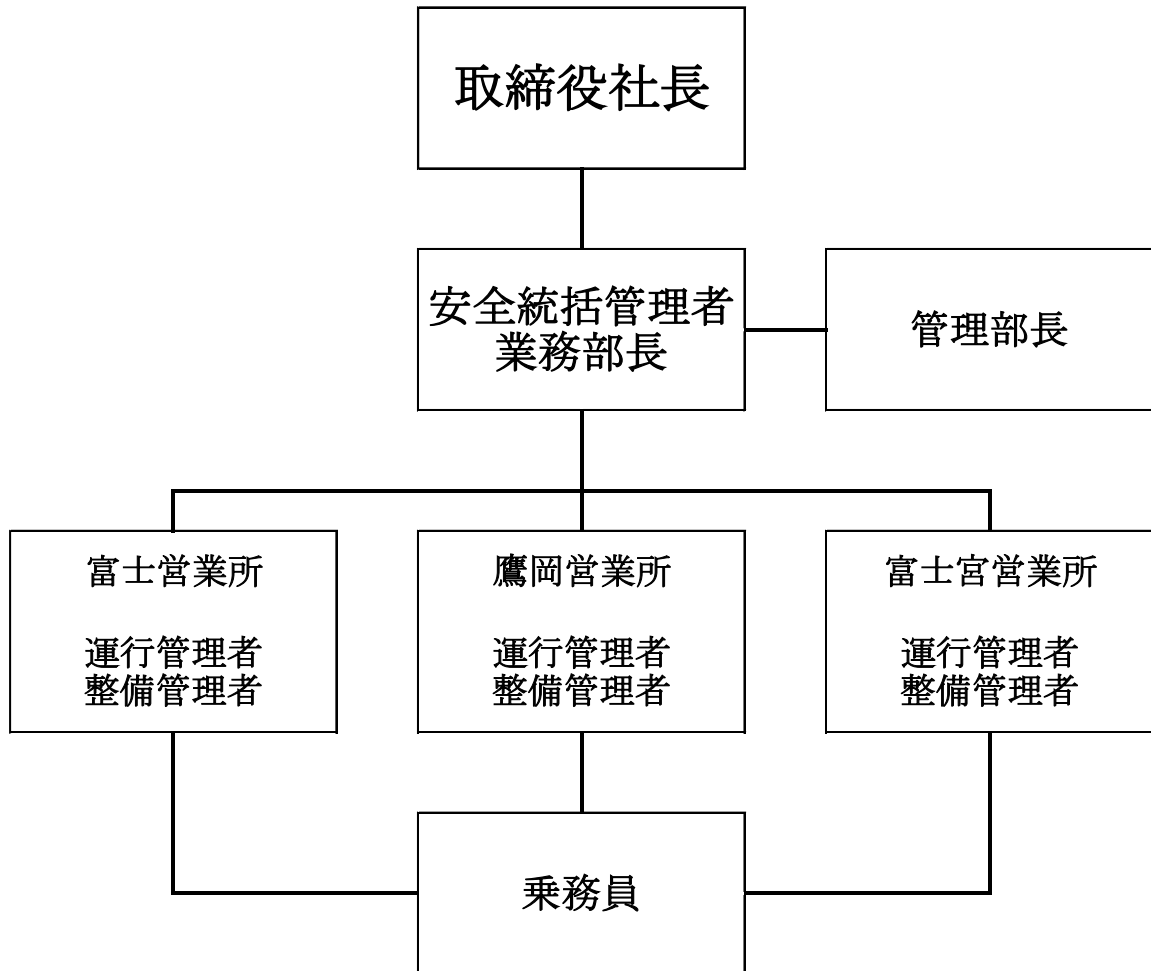 取締役社長
安全統括管理者
業務部長
管理部長
富士営業所
運行管理者
整備管理者
鷹岡営業所
運行管理者
整備管理者
富士宮営業所
運行管理者
整備管理者
乗務員